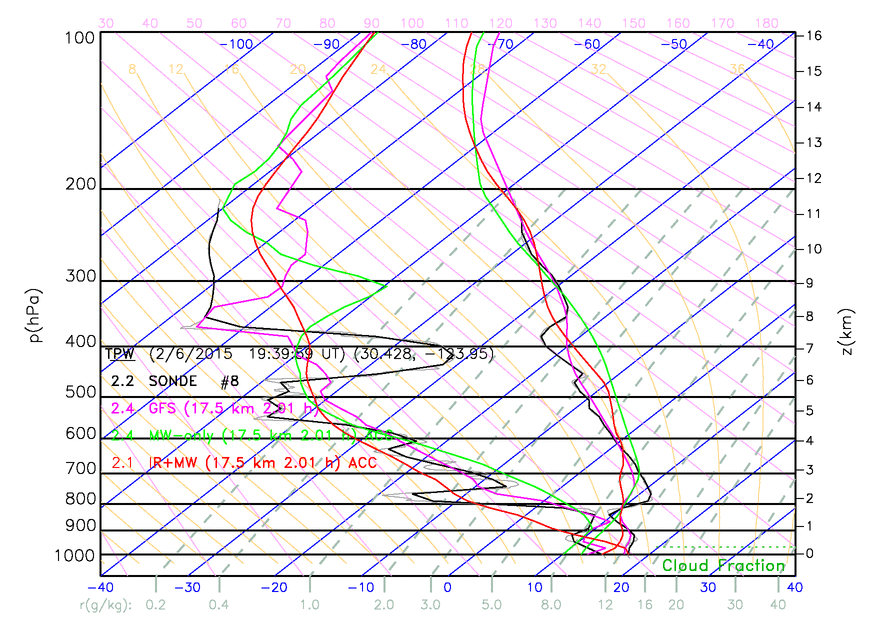 30 40 50 60 70 80 90 100 110 120 130 140 150 160 170 180
100 -100 -90 -80 -70 -60 -50 -40 16
8 12 16 20 24 32 36 15
14
13
200 12
11
10
300 9
p(hPa) 8 z(km)
400 7
TPW (2/6/2015 19:39:59 UT) (30.428, -123.95)
2.2 SONDE #8 6
500 5
2.4 GFS (17.5 km 2.01 h)
600 4
2.4 MW-only (17.5 km 2.01 h)
2.1 IR+MW (17.5 km 2.01 h) ACC
700 3
800 2
900 1
1000 0
Cloud Fraction
-40 -30 -20 -10 0 10 20 30 40
r(g/kg): 0.2 0.4 1.0 2.0 3.0 5.0 8.0 12 16 20 30 40